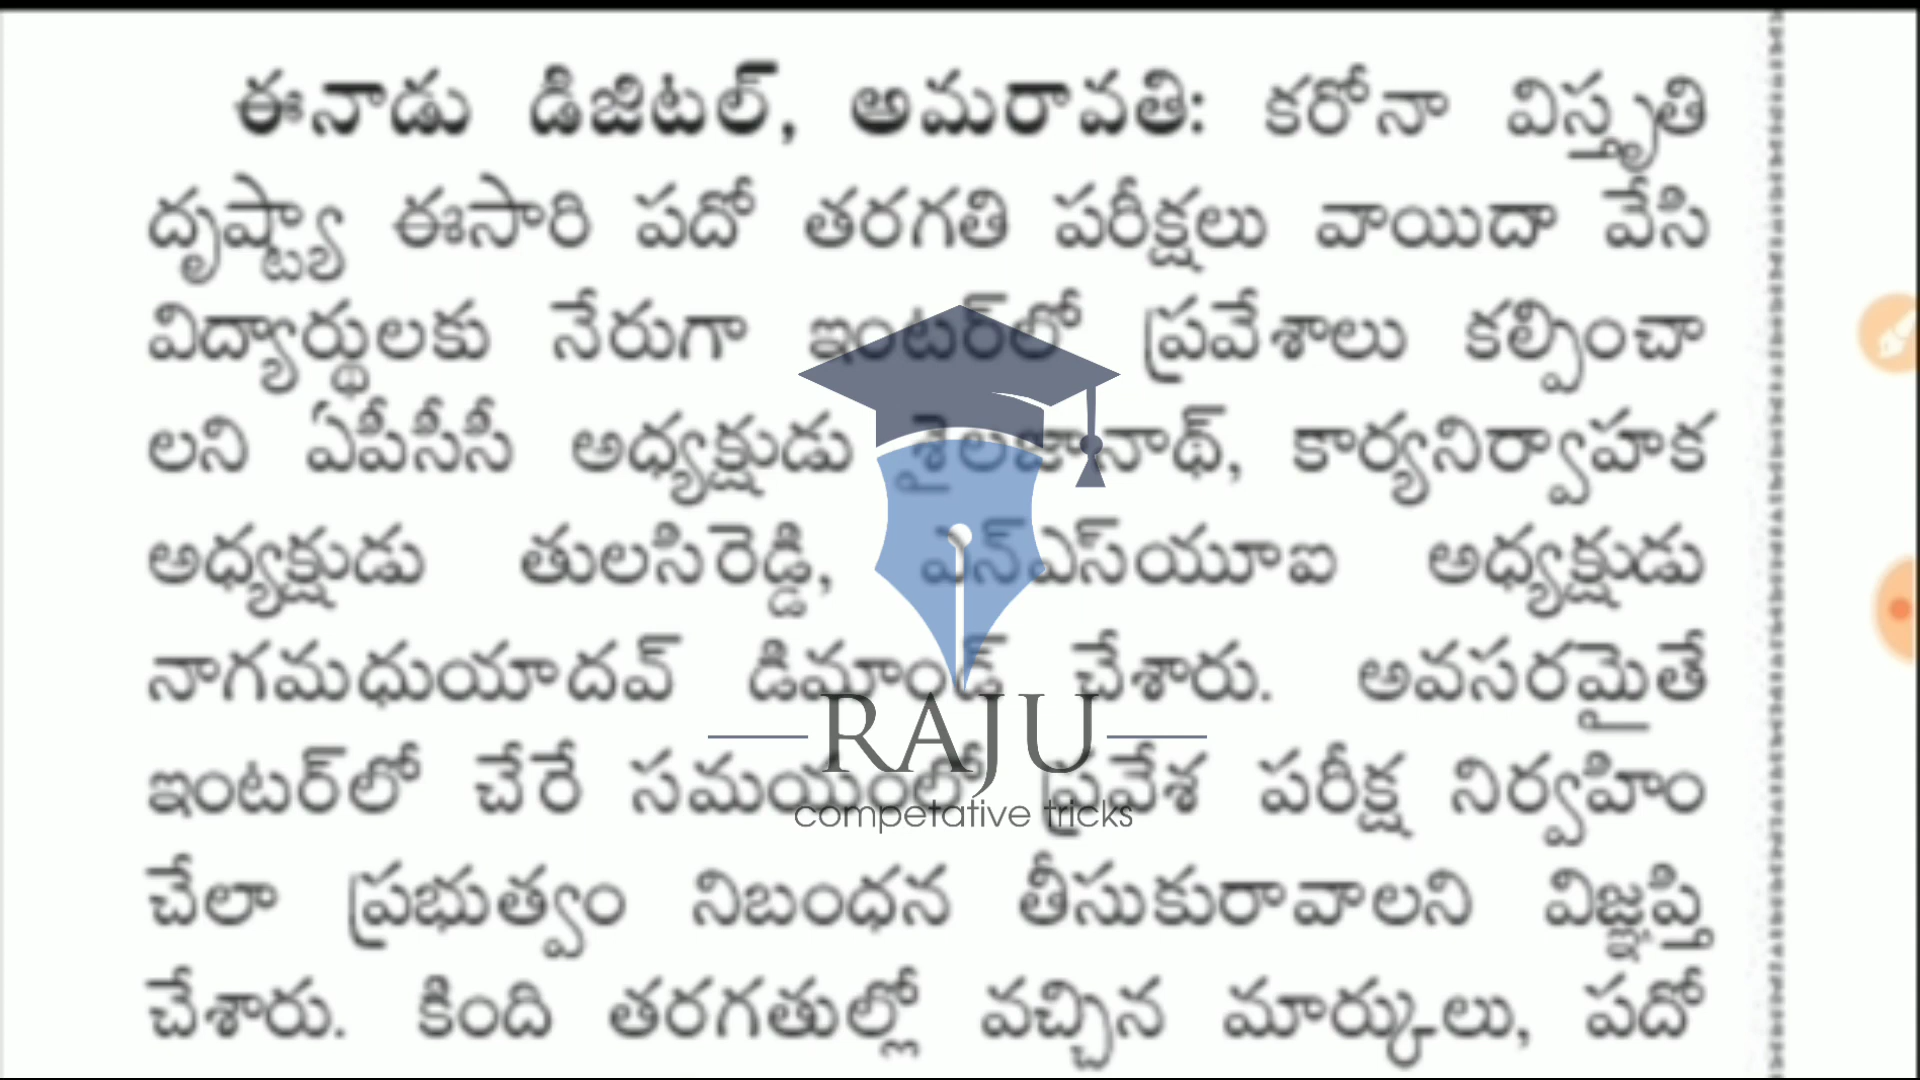 ఈనాడు డిజిటల్, అమరావతి: కరోనా విస్తృతి
దృష్ట్యా ఈసారి పదో తరగతి పరీక్షలు వాయిదా వేసి
విద్యార్థులకు నేరుగా ఇంటర్‌లో ప్రవేశాలు కల్పించా
లని ఏపీసీసీ అధ్యక్షుడు శైలజానాథ్, కార్యనిర్వాహక
అధ్యక్షుడు తులసిరెడ్డి, ఎన్ఎస్‌యూఐ అధ్యక్షుడు
నాగమధుయాదవ్ డిమాండ్ చేశారు. అవసరమైతే
ఇంటర్‌లో చేరే సమయంలో ప్రవేశ పరీక్ష నిర్వహిం
చేలా ప్రభుత్వం నిబంధన తీసుకురావాలని విజ్ఞప్తి
చేశారు. కింది తరగతుల్లో వచ్చిన మార్కులు, పదో
RAJU
competative tricks